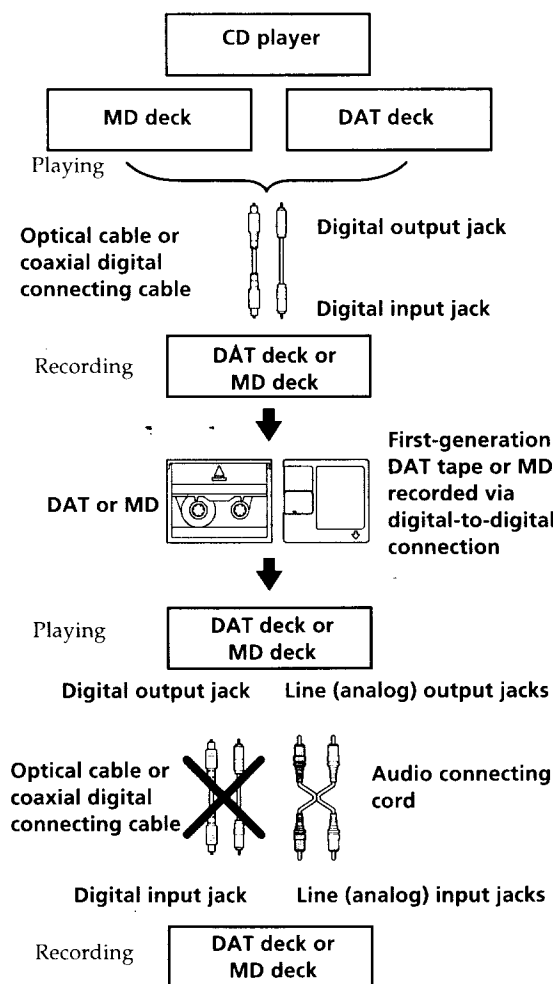 CD player
MD deck
DAT deck
Playing
Optical cable or
coaxial digital
connecting cable
Digital output jack
Digital input jack
Recording
DAT deck or
MD deck
DAT or MD
First-generation
DAT tape or MD
recorded via
digital-to-digital
connection
Playing
DAT deck or
MD deck
Digital output jack
Line (analog) output jacks
Optical cable or
coaxial digital
connecting cable
Audio connecting
cord
Digital input jack
Line (analog) input jacks
Recording
DAT deck or
MD deck